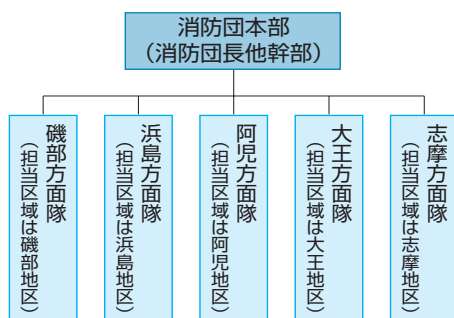 消防団本部
（消防団長他幹部）
磯部方面隊
（担当区域は磯部地区）
浜島方面隊
（担当区域は浜島地区）
阿児方面隊
（担当区域は阿児地区）
大王方面隊
（担当区域は大王地区）
志摩方面隊
（担当区域は志摩地区）